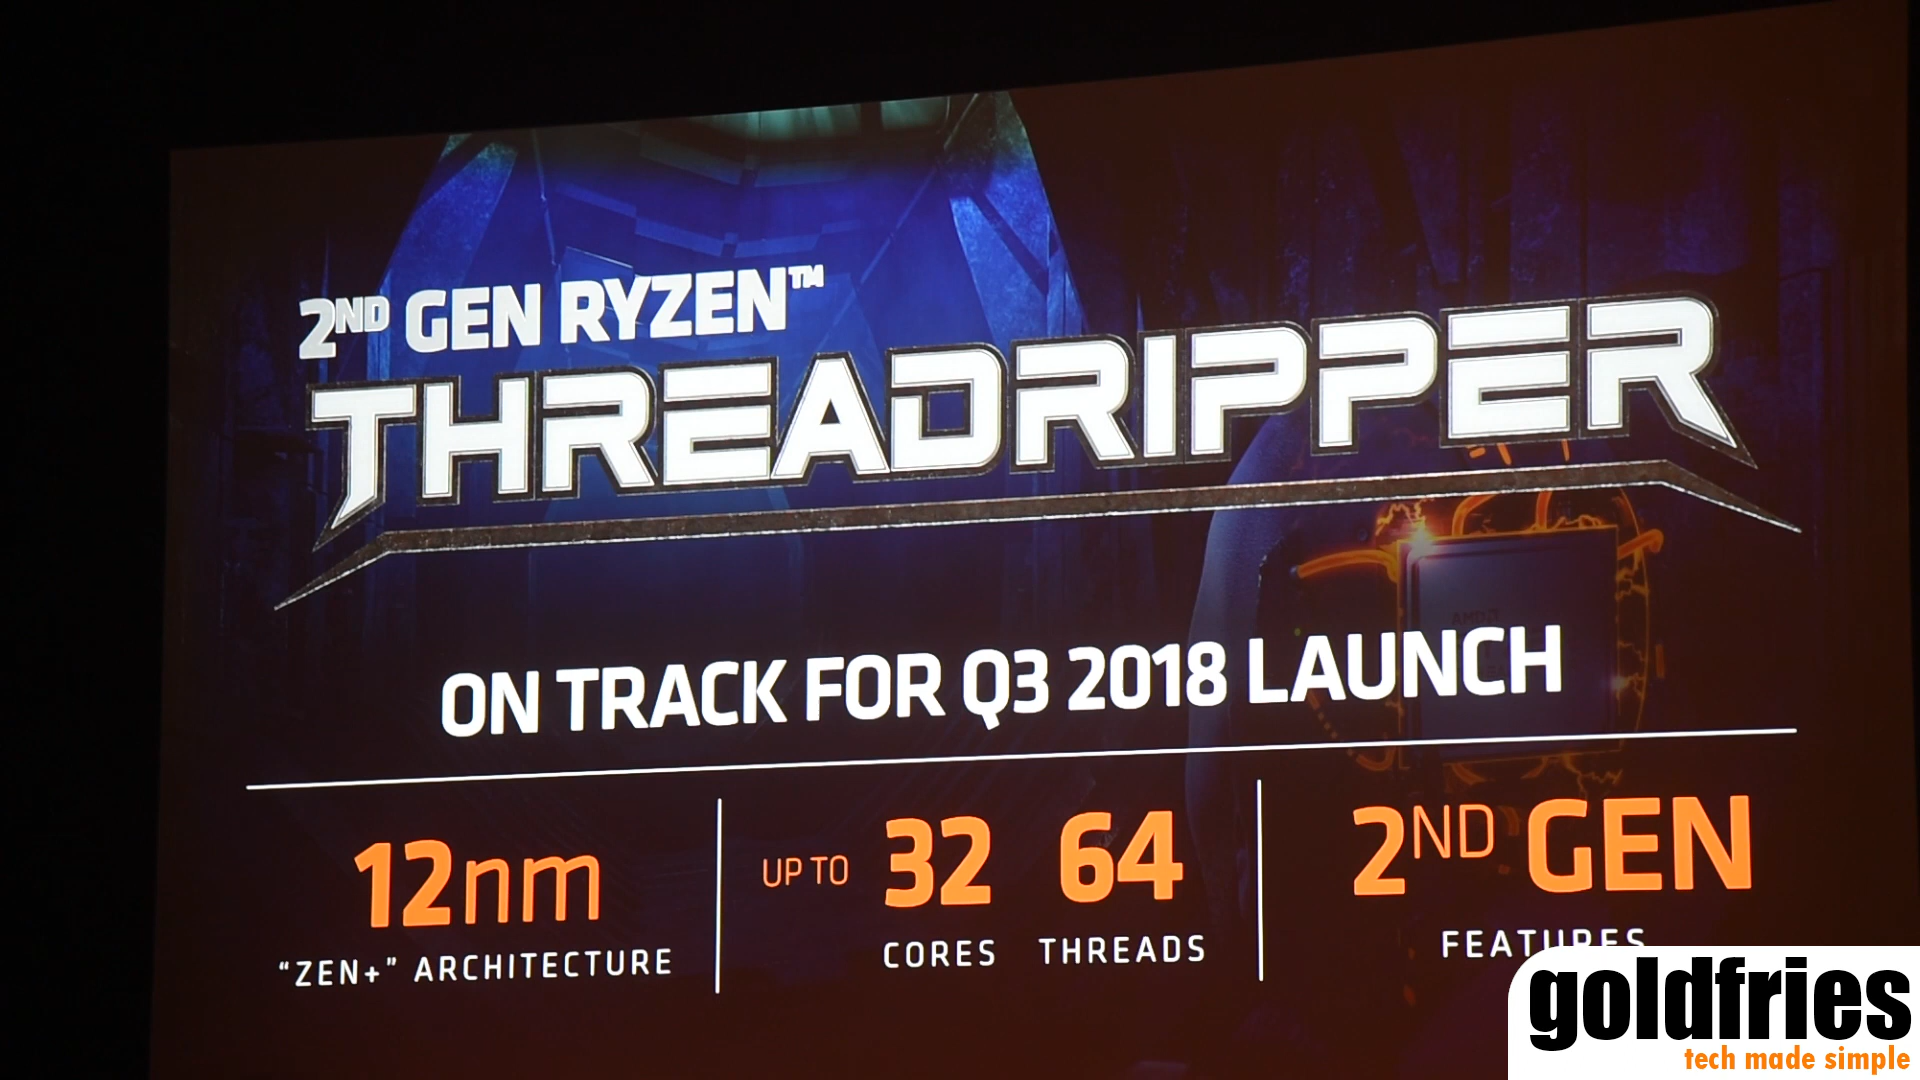 2ND GEN RYZEN™
THREADRIPPER
ON TRACK FOR Q3 2018 LAUNCH
12nm
"ZEN+" ARCHITECTURE
UP TO 32 64
CORES THREADS
2ND GEN
FEATURES
goldfries
tech made simple